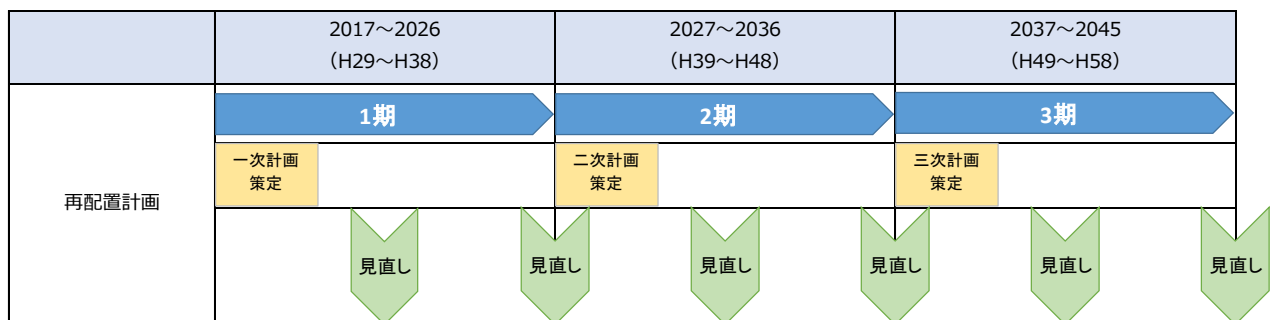 2017～2026
（H29～H38）
2027～2036
（H39～H48）
2037～2045
（H49～H58）
再配置計画
1期
2期
3期
一次計画
策定
二次計画
策定
三次計画
策定
見直し
見直し
見直し
見直し
見直し
見直し